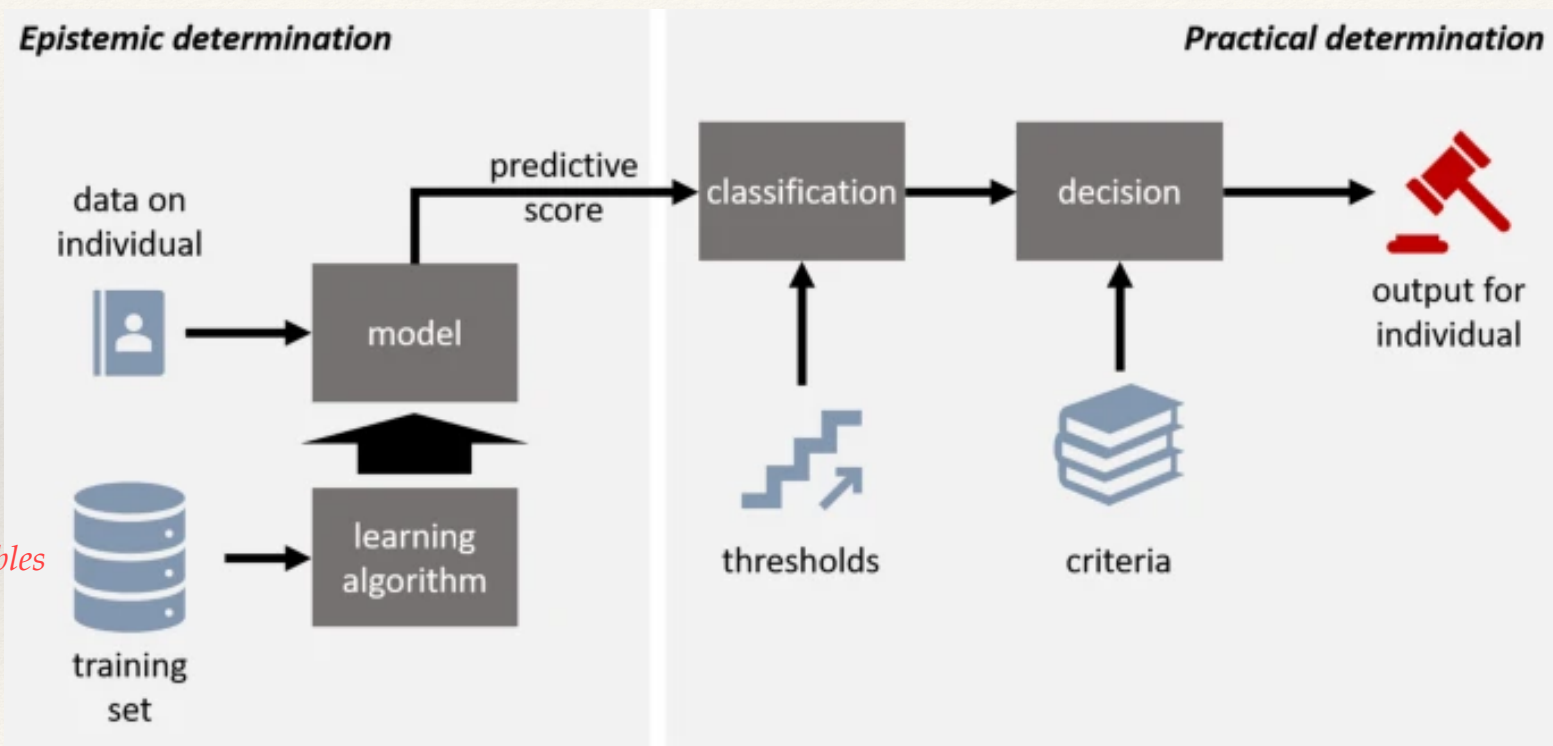 Epistemic determination
Practical determination
predictive
score
classification
decision
data on
individual
model
output for
individual
learning
algorithm
thresholds
criteria
training
set